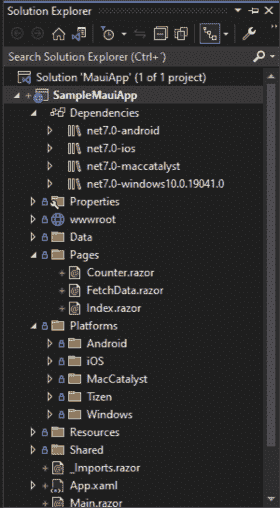 Solution Explorer
Search Solution Explorer (Ctrl+¨)
Solution 'MauiApp' (1 of 1 project)
SampleMauiApp
Dependencies
net7.0-android
net7.0-ios
net7.0-maccatalyst
net7.0-windows10.0.19041.0
Properties
wwwroot
Data
Pages
Counter.razor
FetchData.razor
Index.razor
Platforms
Android
iOS
MacCatalyst
Tizen
Windows
Resources
Shared
_Imports.razor
App.xaml
Main.razor